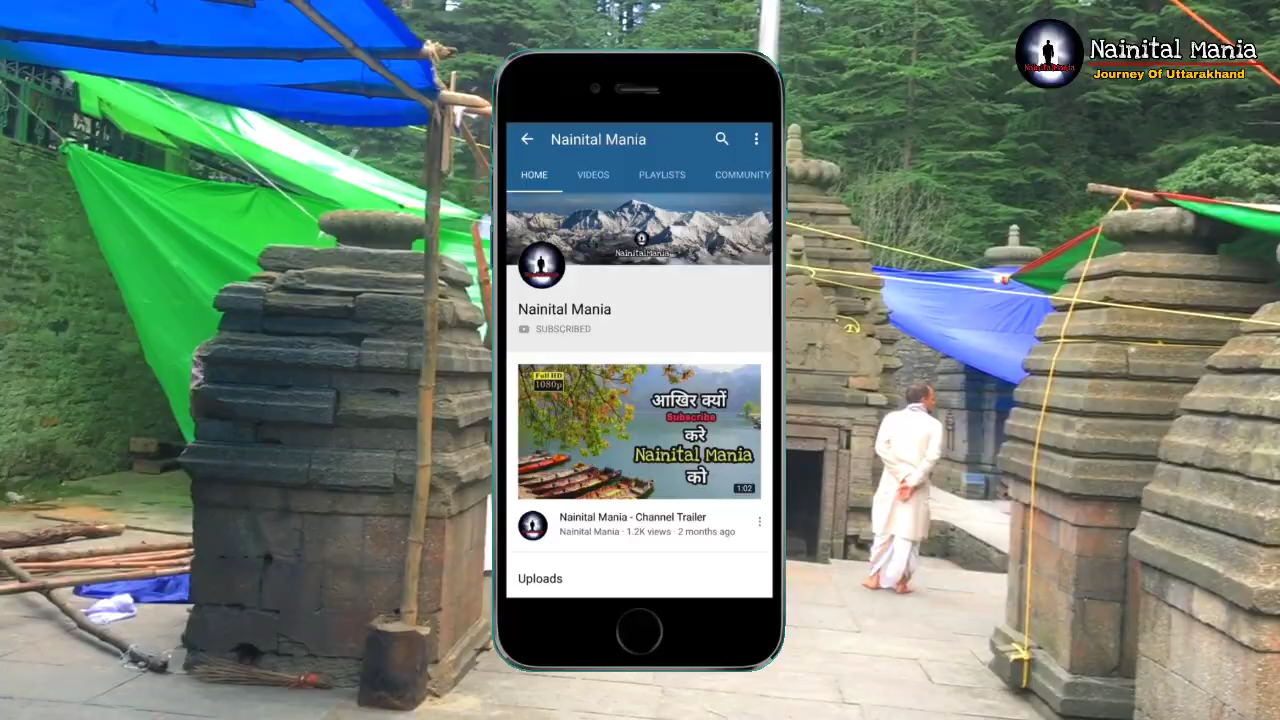 Nainital Mania
Journey Of Uttarakhand
Nainital Mania
HOME VIDEOS PLAYLISTS COMMUNITY
NainitalMania
Nainital Mania
SUBSCRIBED
Full HD
1080p
आखिर क्यों
Subscribe
करे
Nainital Mania
को
1:02
Nainital Mania - Channel Trailer
Nainital Mania · 1.2K views · 2 months ago
Uploads